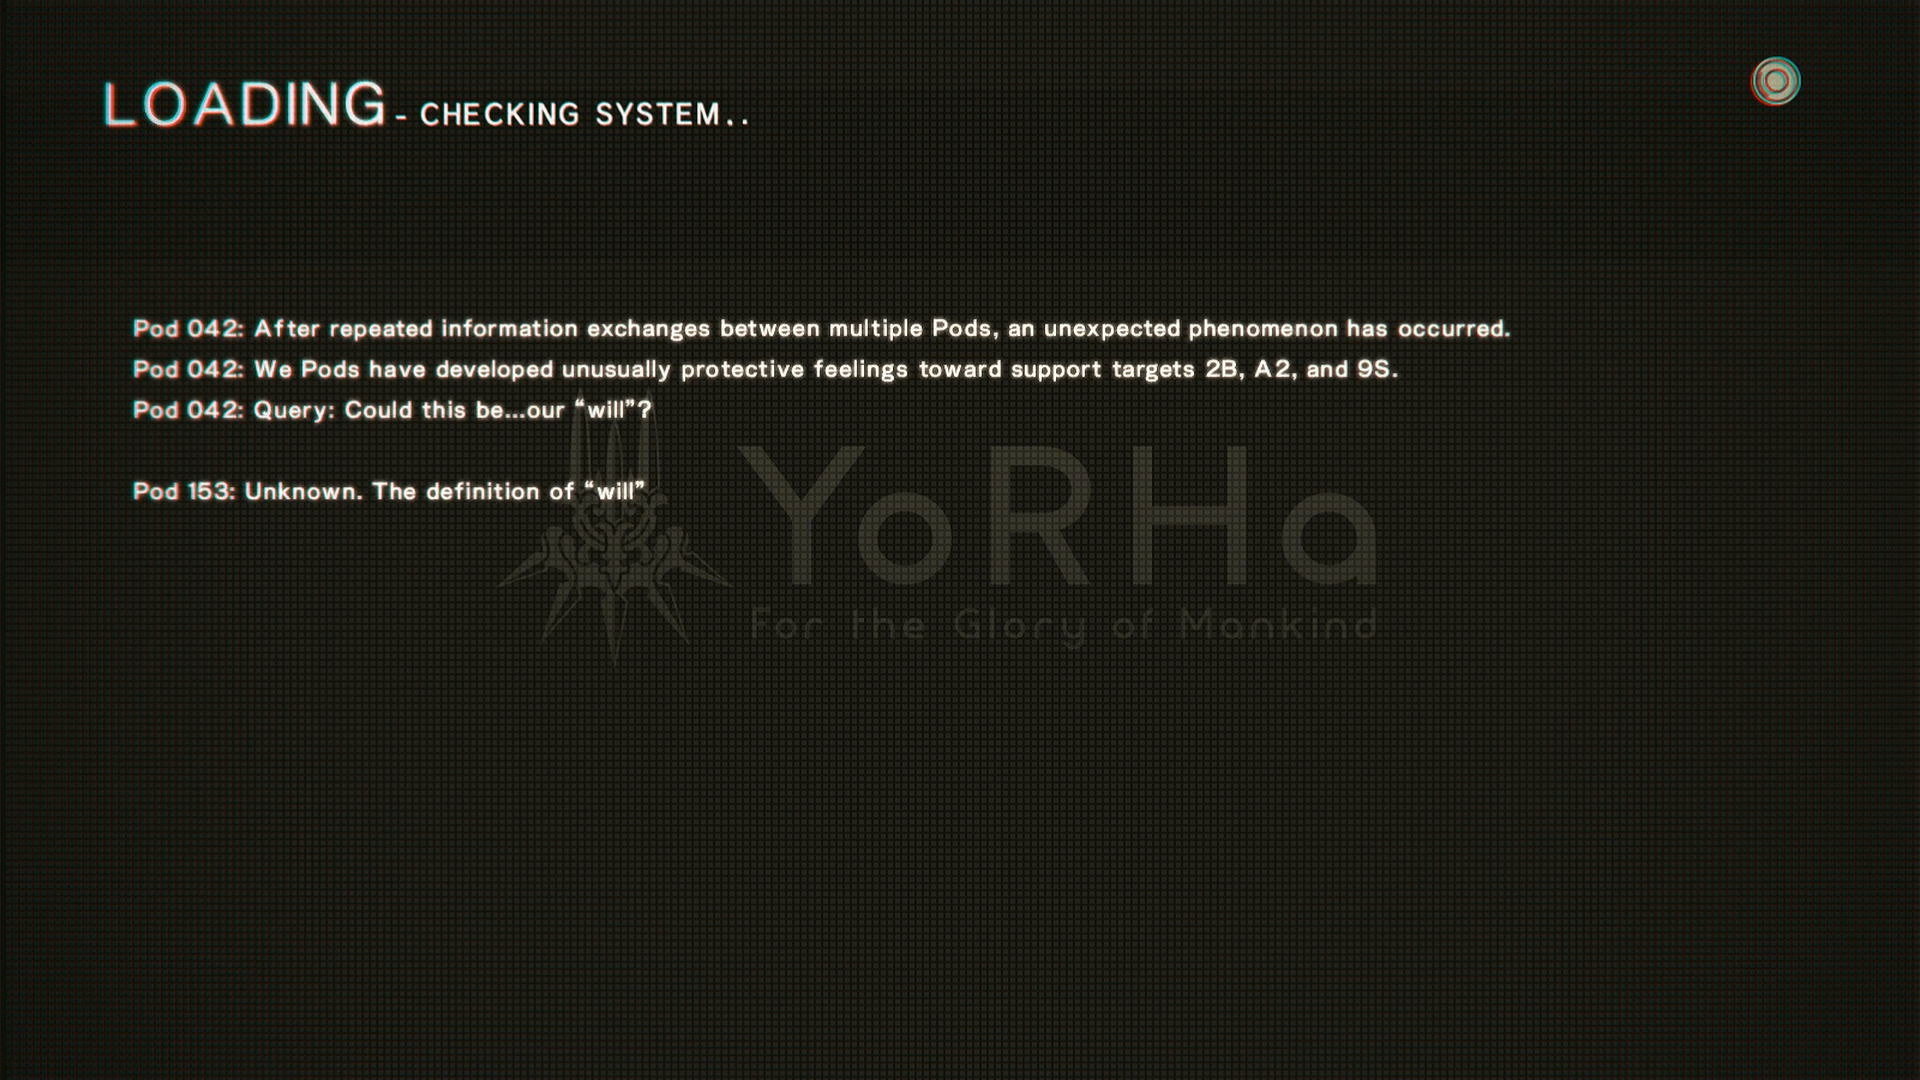 LOADING - CHECKING SYSTEM..
Pod 042: After repeated information exchanges between multiple Pods, an unexpected phenomenon has occurred.
Pod 042: We Pods have developed unusually protective feelings toward support targets 2B, A2, and 9S.
Pod 042: Query: Could this be...our “will”?
Pod 153: Unknown. The definition of “will”
YoRHa
For the Glory of Mankind